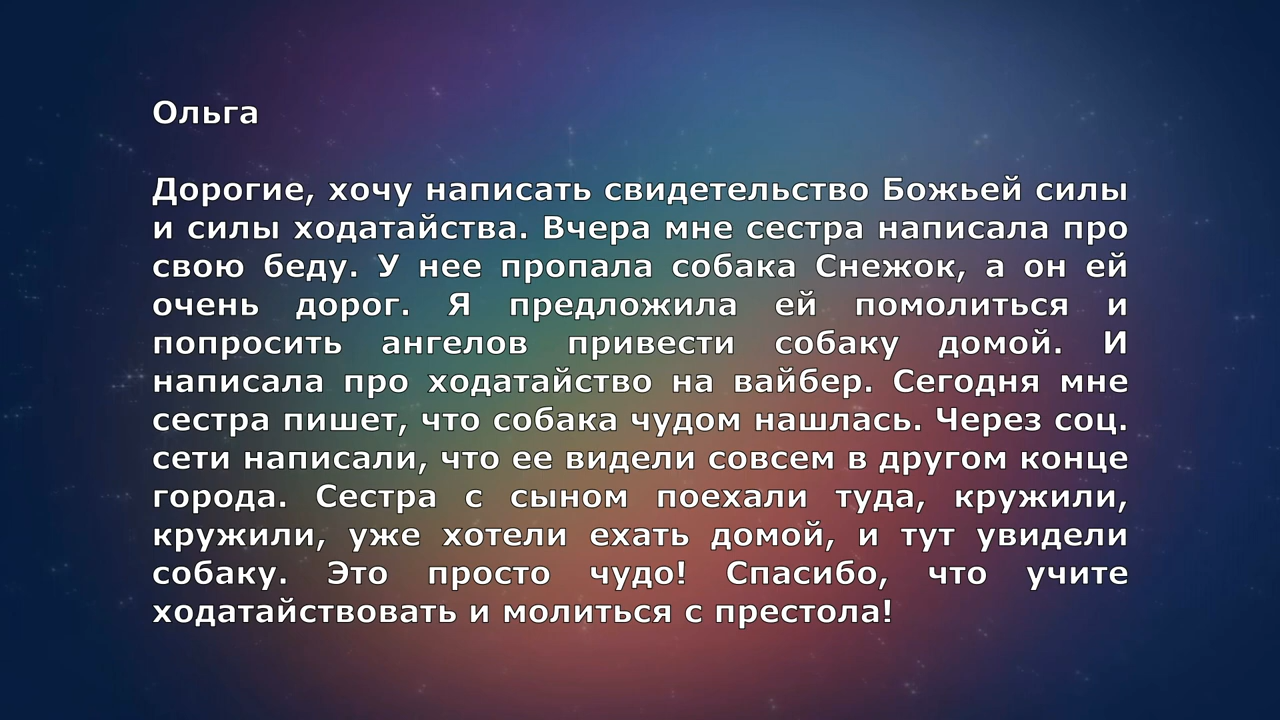 Ольга
Дорогие, хочу написать свидетельство Божьей силы
и силы ходатайства. Вчера мне сестра написала про
свою беду. У нее пропала собака Снежок, а он ей
очень дорог. Я предложила ей помолиться и
попросить ангелов привести собаку домой. И
написала про ходатайство на вайбер. Сегодня мне
сестра пишет, что собака чудом нашлась. Через соц.
сети написали, что ее видели совсем в другом конце
города. Сестра с сыном поехали туда, кружили,
кружили, уже хотели ехать домой, и тут увидели
собаку. Это просто чудо! Спасибо, что учите
ходатайствовать и молиться с престола!